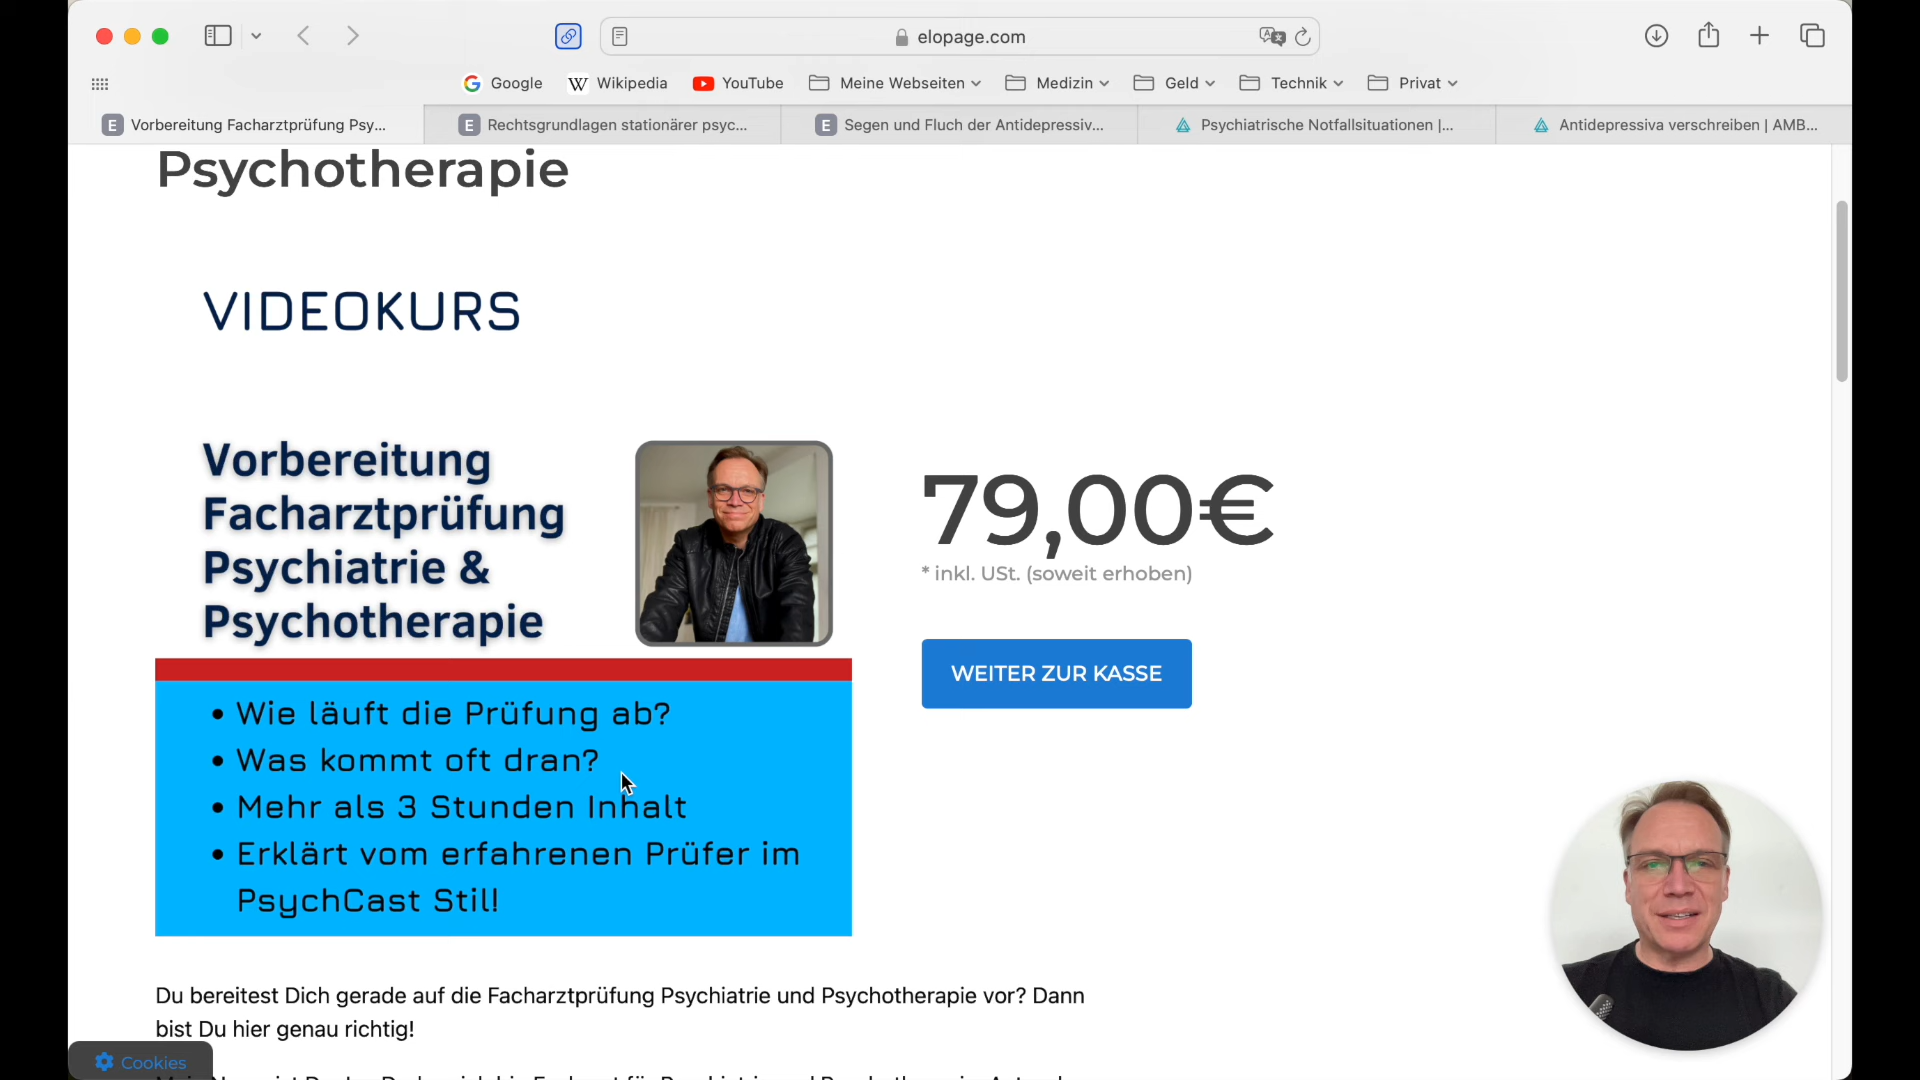 elopage.com
Google
Wikipedia
YouTube
Meine Webseiten
Medizin
Geld
Technik
Privat
E Vorbereitung Facharztprüfung Psy...
E Rechtsgrundlagen stationärer psyc...
E Segen und Fluch der Antidepressiv...
Psychiatrische Notfallsituationen |...
Antidepressiva verschreiben | AMB...
Psychotherapie
VIDEOKURS
Vorbereitung
Facharztprüfung
Psychiatrie &
Psychotherapie
79,00€
* inkl. USt. (soweit erhoben)
WEITER ZUR KASSE
• Wie läuft die Prüfung ab?
• Was kommt oft dran?
• Mehr als 3 Stunden Inhalt
• Erklärt vom erfahrenen Prüfer im
PsychCast Stil!
Du bereitest Dich gerade auf die Facharztprüfung Psychiatrie und Psychotherapie vor? Dann
bist Du hier genau richtig!
Cookies